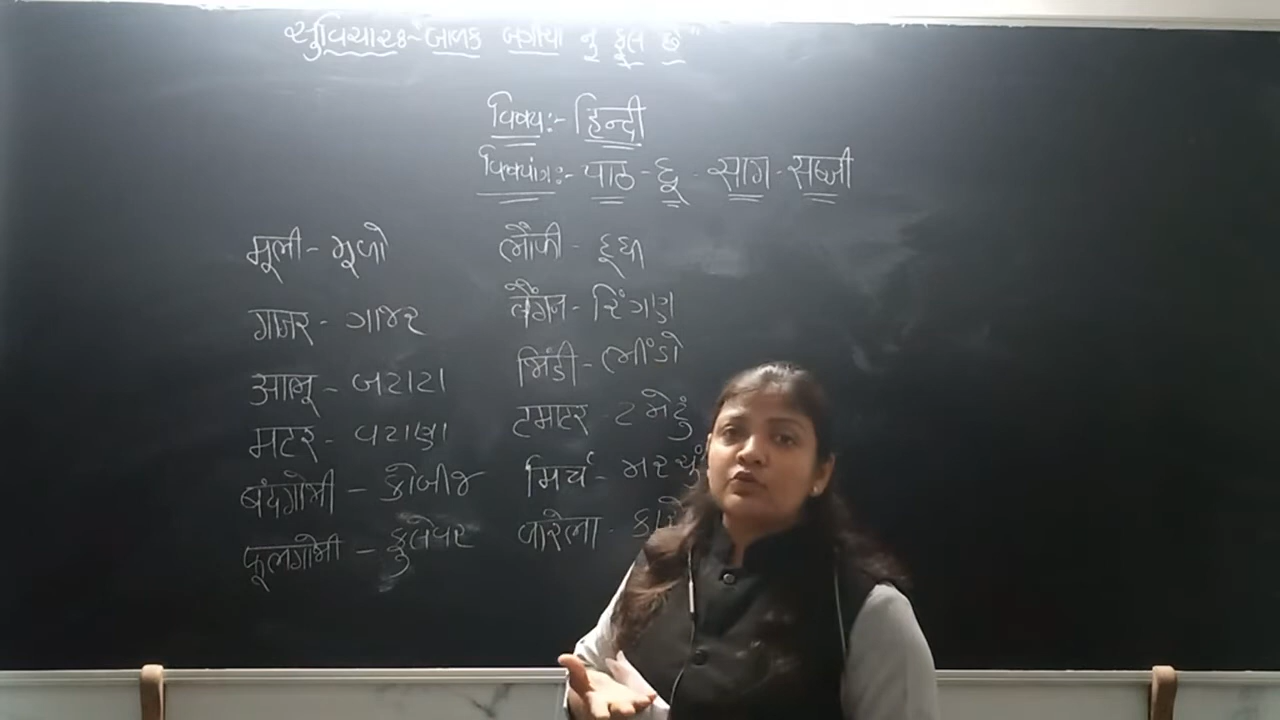 સુવિચારઃ- બાળક બગીચા નુ ફૂલ છે"
विषय:- हिन्दी
विषयांग:- पाठ - ६ - साग - सब्जी
मूली - મૂળો
गाजर - ગાજર
आलू - બટાટા
मटर - વટાણા
बंदगोभी - કોબીજ
फूलगोभी - ફુલેવર
लौकी - દૂધી
बैंगन - રિંગણ
भिंडी - ભીંડો
टमाटर - ટમેટું
मिर्च - મરચું
करेला -